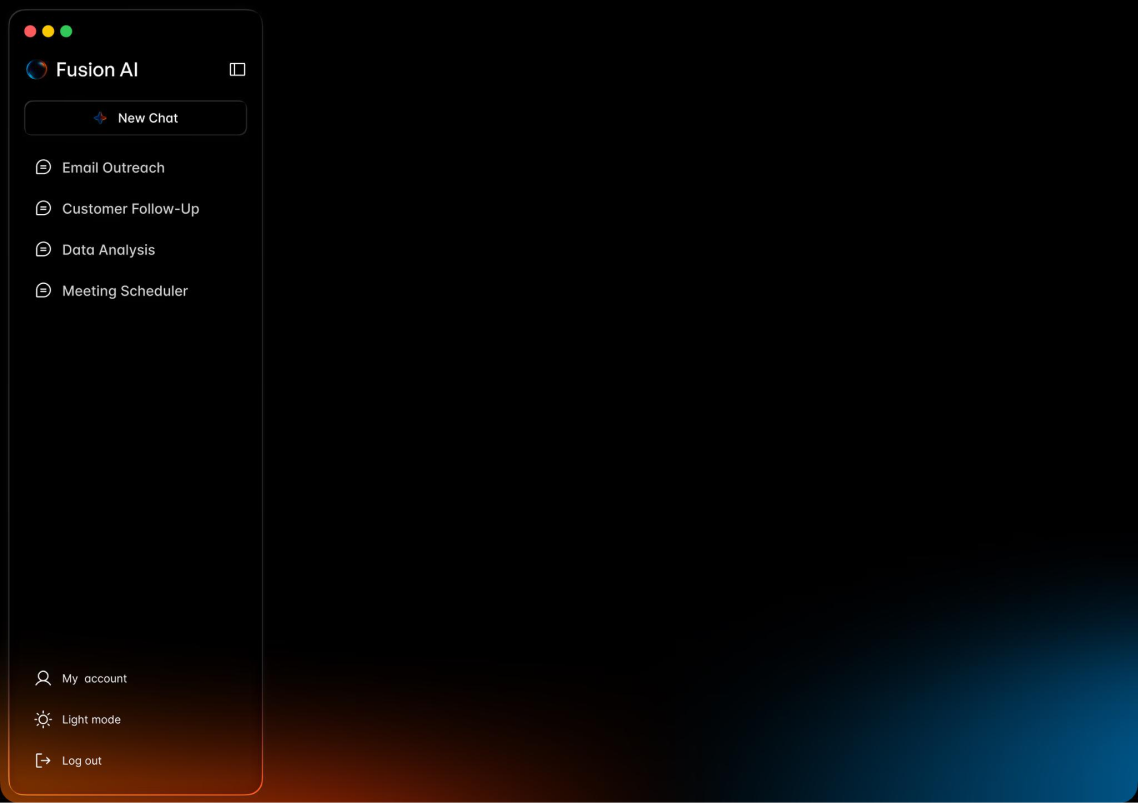 Fusion AI
New Chat
Email Outreach
Customer Follow-Up
Data Analysis
Meeting Scheduler
My account
Light mode
Log out